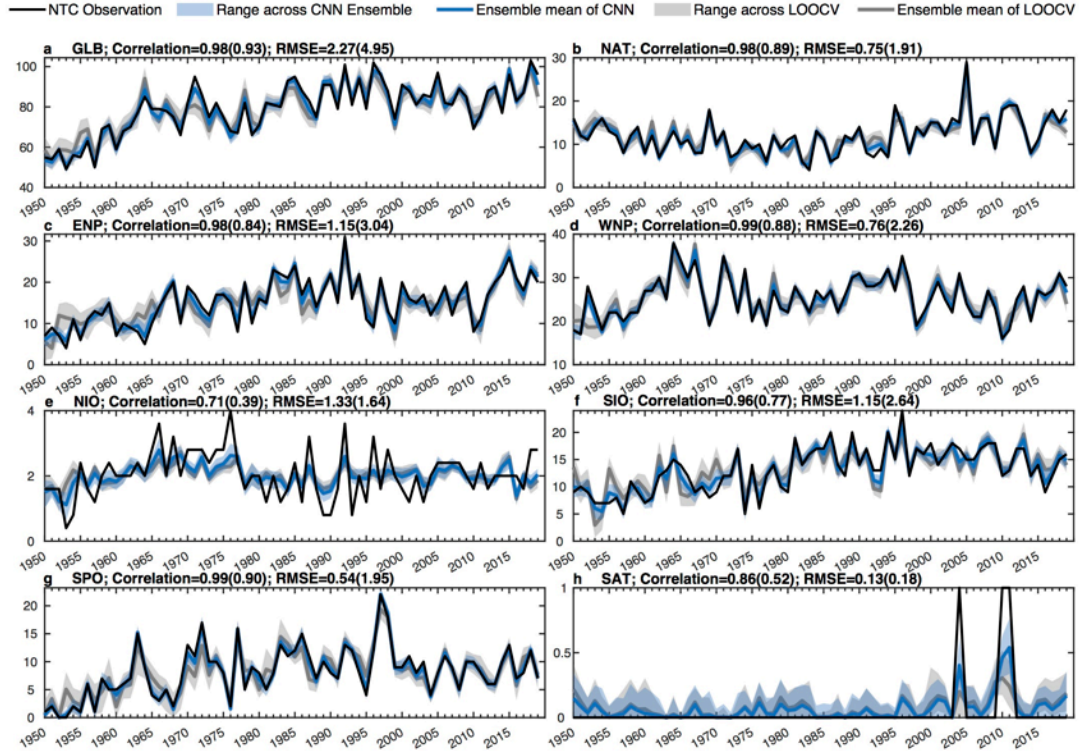 NTC Observation Range across CNN Ensemble Ensemble mean of CNN Range across LOOCV Ensemble mean of LOOCV
a GLB; Correlation=0.98(0.93); RMSE=2.27(4.95)
100
80
60
40
1950 1955 1960 1965 1970 1975 1980 1985 1990 1995 2000 2005 2010 2015
b NAT; Correlation=0.98(0.89); RMSE=0.75(1.91)
30
20
10
0
1950 1955 1960 1965 1970 1975 1980 1985 1990 1995 2000 2005 2010 2015
c ENP; Correlation=0.98(0.84); RMSE=1.15(3.04)
30
20
10
0
1950 1955 1960 1965 1970 1975 1980 1985 1990 1995 2000 2005 2010 2015
d WNP; Correlation=0.99(0.88); RMSE=0.76(2.26)
40
30
20
10
1950 1955 1960 1965 1970 1975 1980 1985 1990 1995 2000 2005 2010 2015
e NIO; Correlation=0.71(0.39); RMSE=1.33(1.64)
4
2
0
1950 1955 1960 1965 1970 1975 1980 1985 1990 1995 2000 2005 2010 2015
f SIO; Correlation=0.96(0.77); RMSE=1.15(2.64)
20
15
10
5
0
1950 1955 1960 1965 1970 1975 1980 1985 1990 1995 2000 2005 2010 2015
g SPO; Correlation=0.99(0.90); RMSE=0.54(1.95)
20
15
10
5
0
1950 1955 1960 1965 1970 1975 1980 1985 1990 1995 2000 2005 2010 2015
h SAT; Correlation=0.86(0.52); RMSE=0.13(0.18)
1
0.5
0
1950 1955 1960 1965 1970 1975 1980 1985 1990 1995 2000 2005 2010 2015